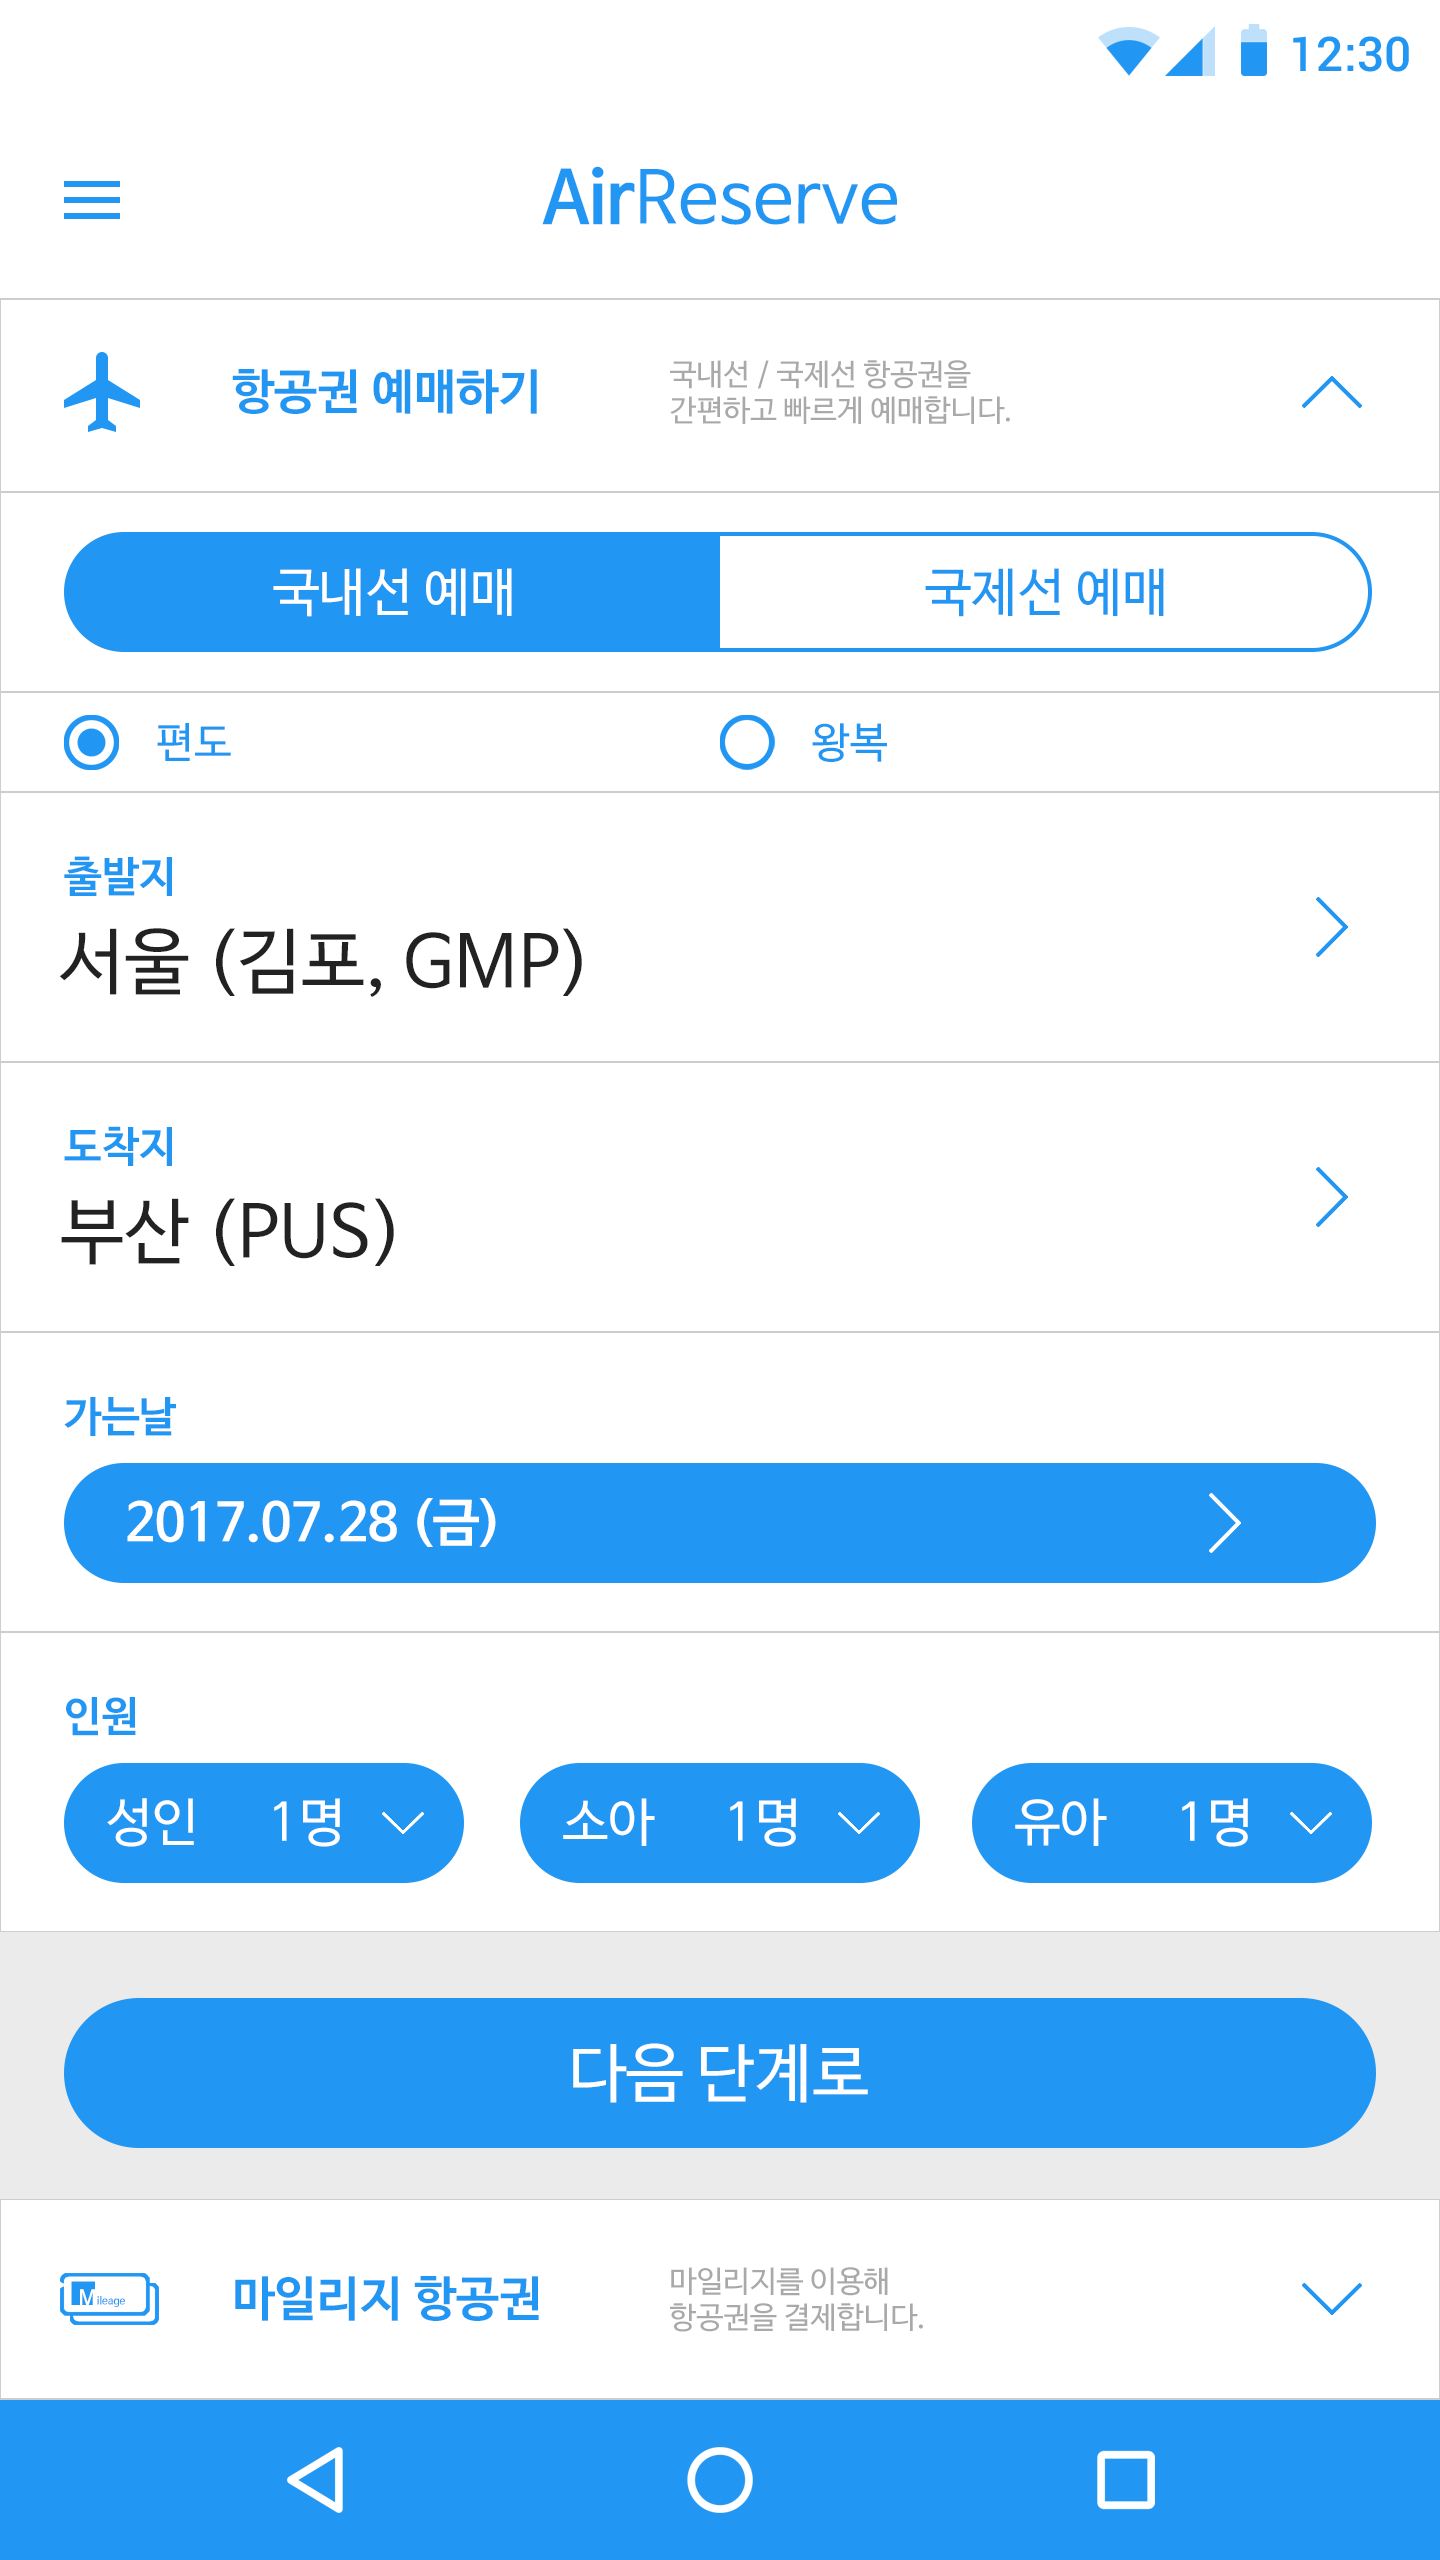 12:30
AirReserve
항공권 예매하기
국내선 / 국제선 항공권을
간편하고 빠르게 예매합니다.
국내선 예매
국제선 예매
편도
왕복
출발지
서울 (김포, GMP)
도착지
부산 (PUS)
가는날
2017.07.28 (금)
인원
성인 1명
소아 1명
유아 1명
다음 단계로
Mileage
마일리지 항공권
마일리지를 이용해
항공권을 결제합니다.